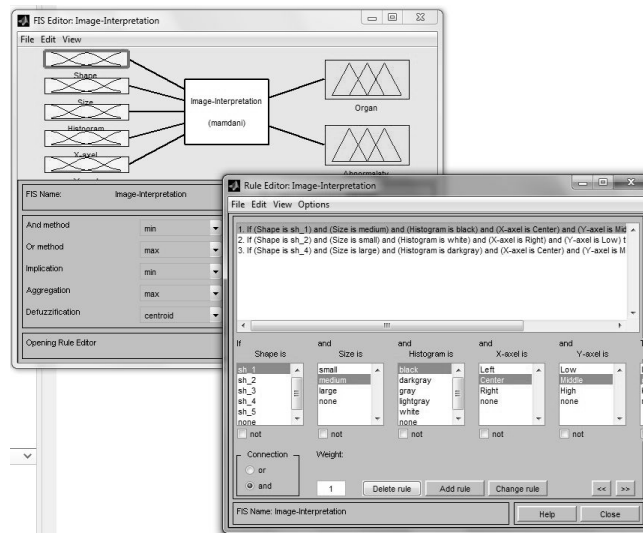 FIS Editor: Image-Interpretation
File Edit View
Shape
Size
Histogram
X-axel
Image-Interpretation
(mamdani)
Organ
FIS Name: Image-Interpretation
And method min
Or method max
Implication min
Aggregation max
Defuzzification centroid
Opening Rule Editor
Rule Editor: Image-Interpretation
File Edit View Options
1. If (Shape is sh_1) and (Size is medium) and (Histogram is black) and (X-axel is Center) and (Y-axel is Mid
2. If (Shape is sh_2) and (Size is small) and (Histogram is white) and (X-axel is Right) and (Y-axel is Low) t
3. If (Shape is sh_4) and (Size is large) and (Histogram is darkgray) and (X-axel is Center) and (Y-axel is M
If and and and and
Shape is Size is Histogram is X-axel is Y-axel is
sh_1 small black Left Low
sh_2 medium darkgray Center Middle
sh_3 large gray Right High
sh_4 none lightgray none none
sh_5 white
none none
not not not not not
Connection Weight:
or
and 1 Delete rule Add rule Change rule << >>
FIS Name: Image-Interpretation Help Close